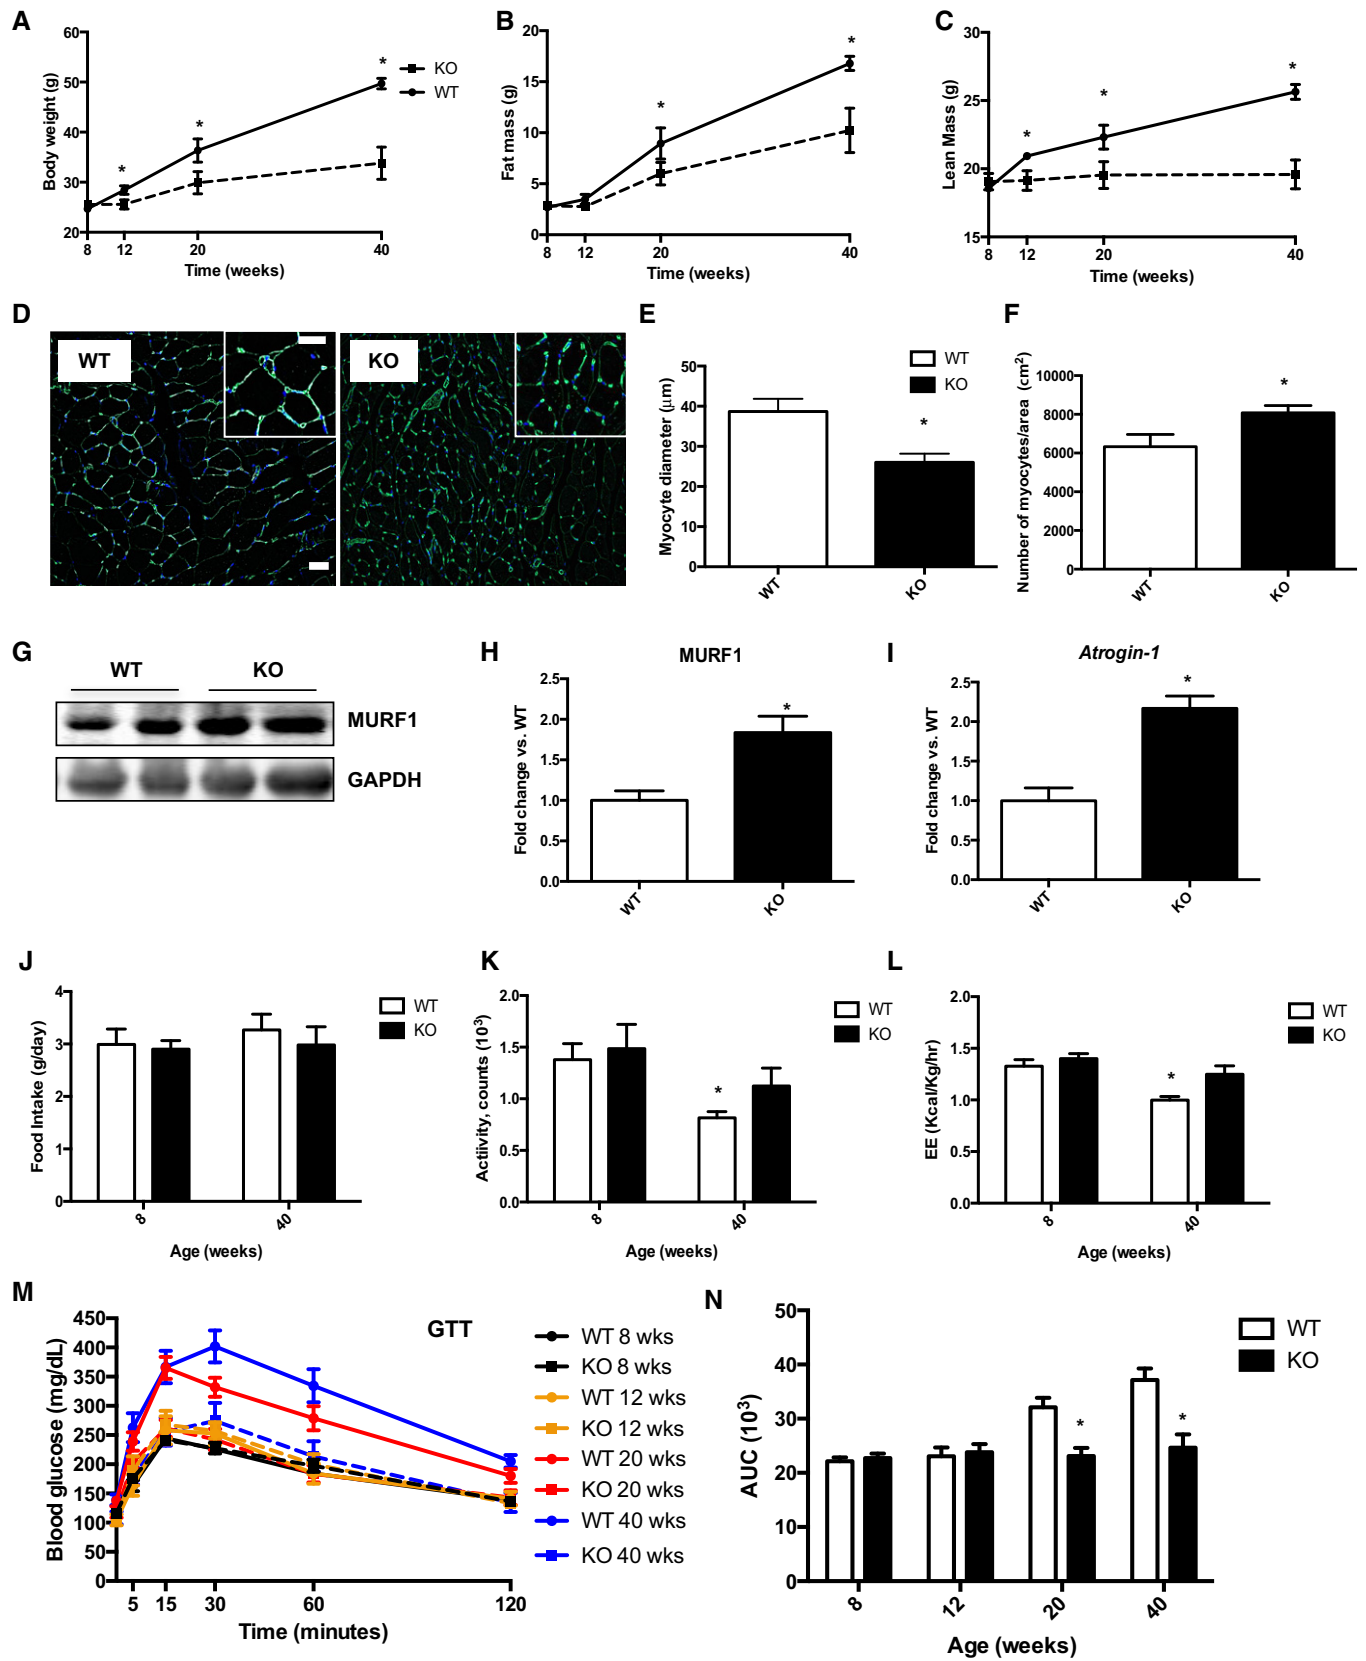 A
60
50
40
30
20
Body weight (g)
* * *
8 12 20 40
Time (weeks)
KO
WT
B
20
15
10
5
0
Fat mass (g)
* *
8 12 20 40
Time (weeks)
C
30
25
20
15
Lean Mass (g)
* * *
8 12 20 40
Time (weeks)
D
WT
KO
E
50
40
30
20
10
0
Myocyte diameter (μm)
*
WT
KO
WT
KO
F
10000
8000
6000
4000
2000
0
Number of myocytes/area (cm²)
*
WT
KO
G
WT KO
MURF1
GAPDH
H
MURF1
2.5
2.0
1.5
1.0
0.5
0.0
Fold change vs. WT
*
WT
KO
I
Atrogin-1
2.5
2.0
1.5
1.0
0.5
0.0
Fold change vs. WT
*
WT
KO
J
4
3
2
1
0
Food Intake (g/day)
8 40
Age (weeks)
WT
KO
K
2.0
1.5
1.0
0.5
0.0
Actiivity, counts (10³)
*
8 40
Age (weeks)
WT
KO
L
2.0
1.5
1.0
0.5
0.0
EE (Kcal/Kg/hr)
*
8 40
Age (weeks)
WT
KO
M
GTT
450
400
350
300
250
200
150
100
50
0
Blood glucose (mg/dL)
5 15 30 60 120
Time (minutes)
WT 8 wks
KO 8 wks
WT 12 wks
KO 12 wks
WT 20 wks
KO 20 wks
WT 40 wks
KO 40 wks
N
50
40
30
20
10
0
AUC (10³)
* *
8 12 20 40
Age (weeks)
WT
KO